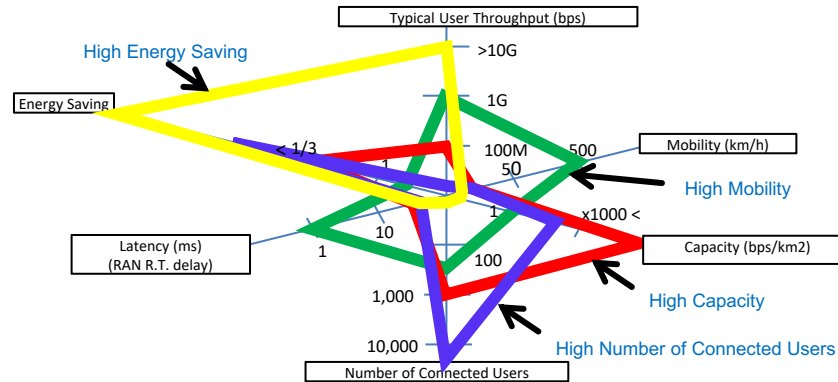 Typical User Throughput (bps)
High Energy Saving
>10G
Energy Saving
1G
< 1/3
100M
500
Mobility (km/h)
1
50
High Mobility
1
x1000 <
10
Latency (ms)
(RAN R.T. delay)
1
100
Capacity (bps/km2)
1,000
High Capacity
10,000
High Number of Connected Users
Number of Connected Users